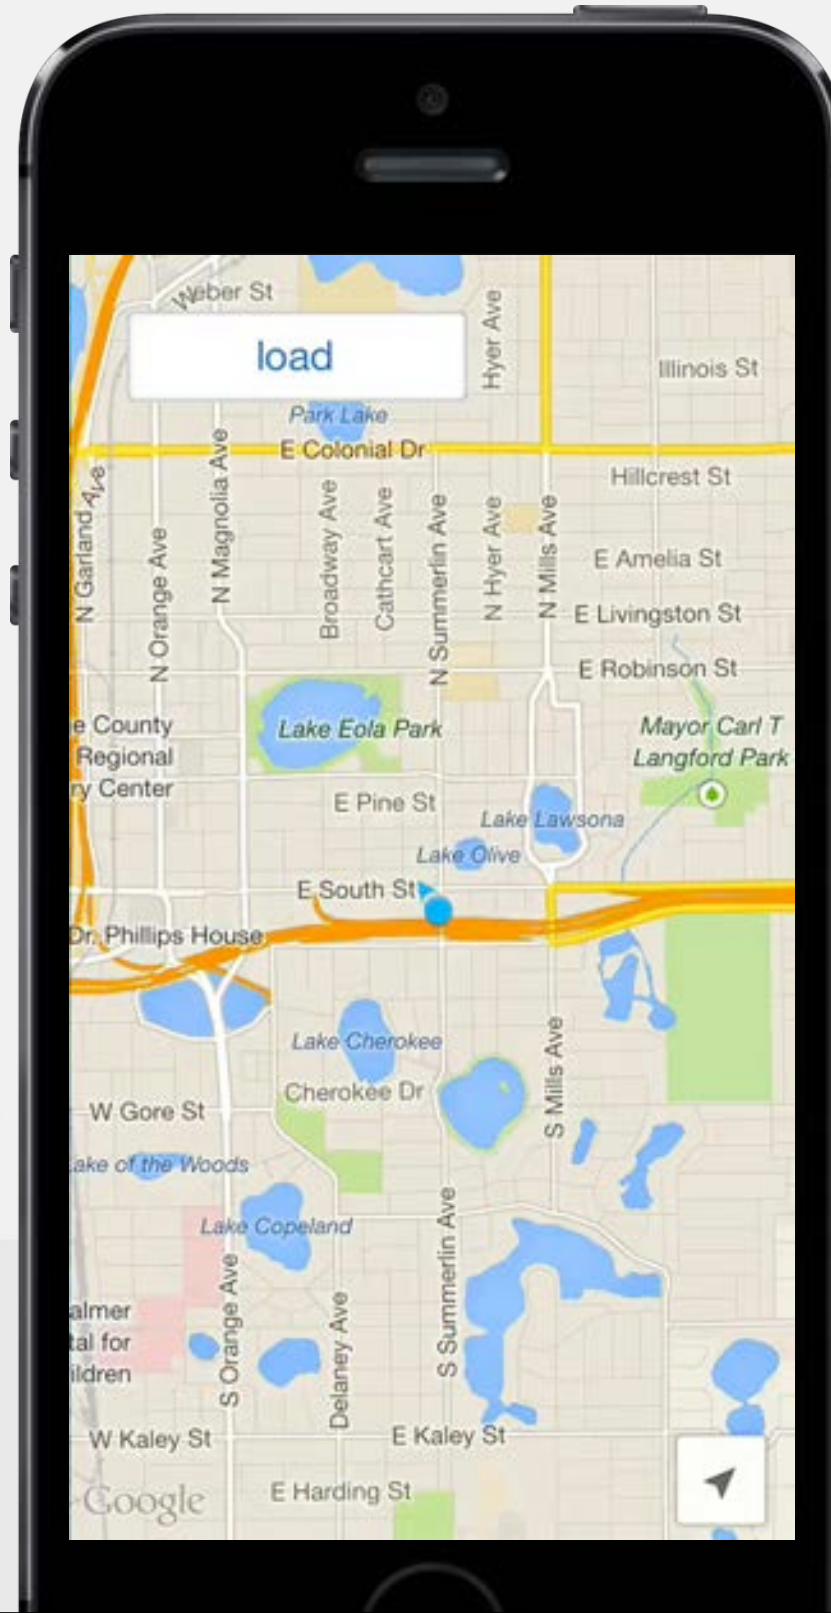 Weber St
load
Hyer Ave
Illinois St
Park Lake
E Colonial Dr
Hillcrest St
N Garland Ave
N Orange Ave
N Magnolia Ave
Broadway Ave
Cathcart Ave
N Summerlin Ave
N Hyer Ave
N Mills Ave
E Amelia St
E Livingston St
E Robinson St
e County
Regional
ry Center
Lake Eola Park
Mayor Carl T
Langford Park
E Pine St
Lake Lawsona
Lake Olive
E South St
Dr. Phillips House
Lake Cherokee
Cherokee Dr
S Mills Ave
W Gore St
ake of the Woods
Lake Copeland
S Orange Ave
Delaney Ave
S Summerlin Ave
almer
tal for
ildren
W Kaley St
E Kaley St
Google
E Harding St